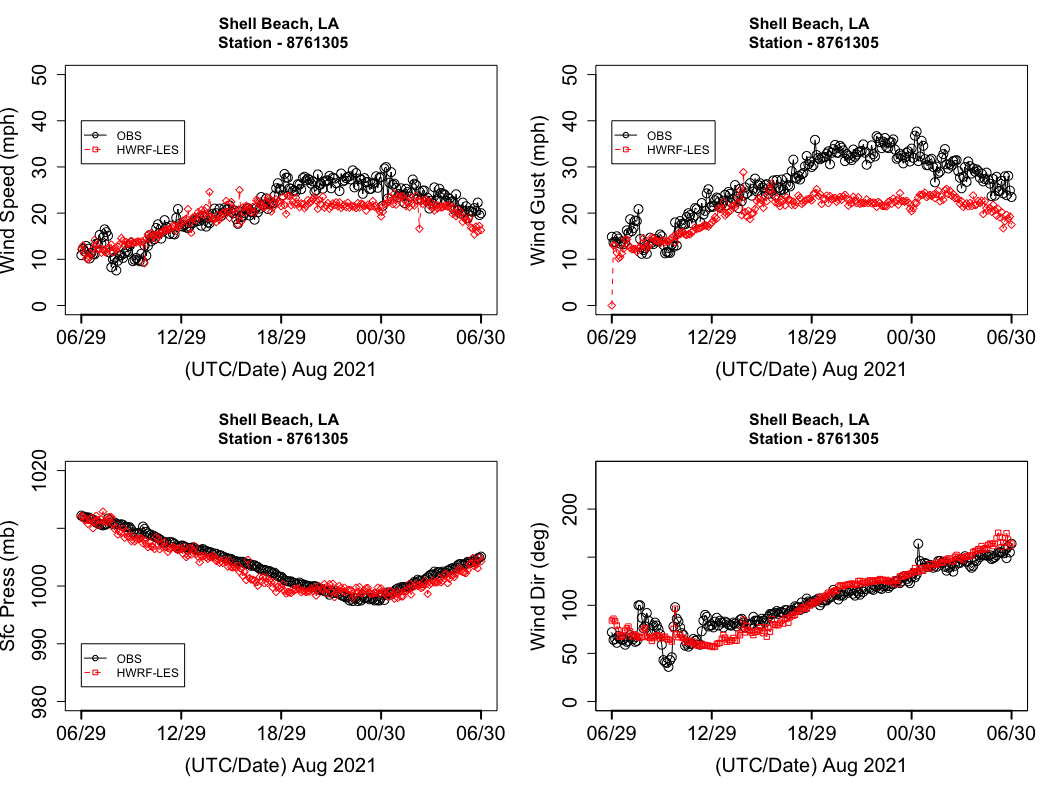 Shell Beach, LA
Station - 8761305
Wind Speed (mph)
50
40
30
20
10
0
OBS
HWRF-LES
06/29 12/29 18/29 00/30 06/30
(UTC/Date) Aug 2021
Shell Beach, LA
Station - 8761305
Wind Gust (mph)
50
40
30
20
10
0
OBS
HWRF-LES
06/29 12/29 18/29 00/30 06/30
(UTC/Date) Aug 2021
Shell Beach, LA
Station - 8761305
Sfc Press (mb)
1020
1000
990
980
OBS
HWRF-LES
06/29 12/29 18/29 00/30 06/30
(UTC/Date) Aug 2021
Shell Beach, LA
Station - 8761305
Wind Dir (deg)
200
100
50
0
06/29 12/29 18/29 00/30 06/30
(UTC/Date) Aug 2021